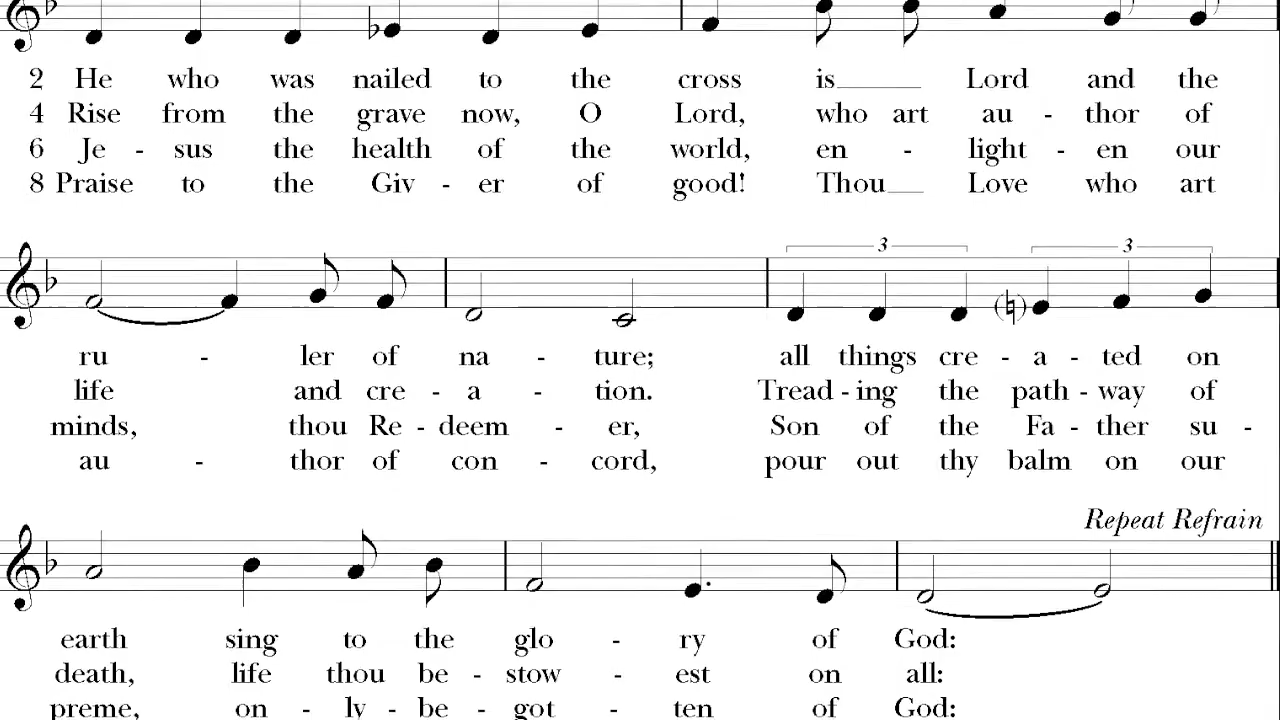 2 He who was nailed to the cross is____ Lord and the
4 Rise from the grave now, O Lord, who art au - thor of
6 Je - sus the health of the world, en - light - en our
8 Praise to the Giv - er of good! Thou__ Love who art
3 3
ru - ler of na - ture; all things cre - a - ted on
life and cre - a - tion. Tread - ing the path - way of
minds, thou Re - deem - er, Son of the Fa - ther su -
au - thor of con - cord, pour out thy balm on our
Repeat Refrain
earth sing to the glo - ry of God:
death, life thou be - stow - est on all:
preme, on - ly - be - got - ten of God: